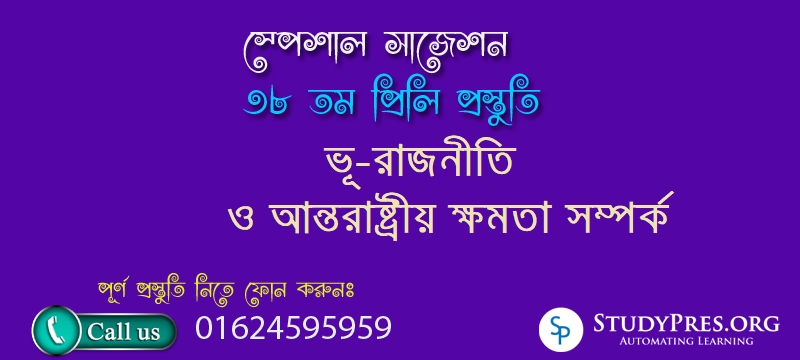 স্পেশাল সাজেশন
৩৮ তম প্রিলি প্রস্তুতি
ভূ-রাজনীতি
ও আন্তরাষ্ট্রীয় ক্ষমতা সম্পর্ক
পূর্ণ প্রস্তুতি নিতে ফোন করুনঃ
Call us 01624595959
SP STUDYPRES.ORG
AUTOMATING LEARNING